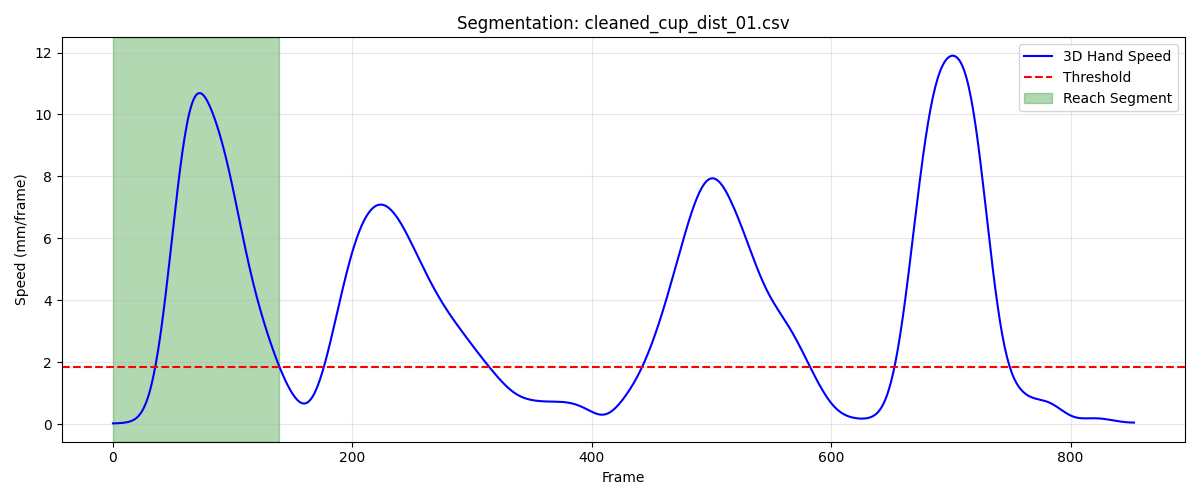 Segmentation: cleaned_cup_dist_01.csv
12
10
8
6
4
2
0
Speed (mm/frame)
3D Hand Speed
Threshold
Reach Segment
0 200 400 600 800
Frame